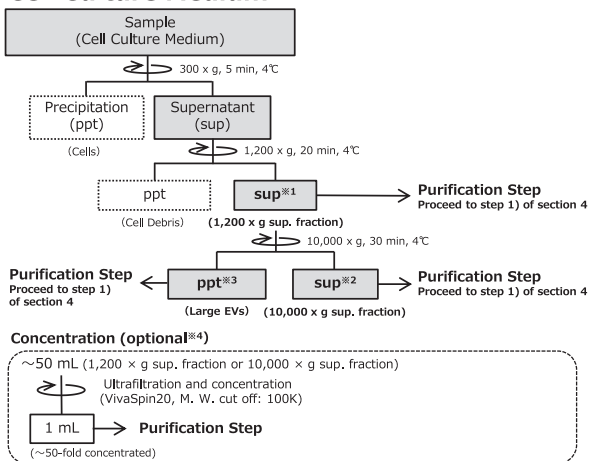 Sample
(Cell Culture Medium)
300 x g, 5 min, 4℃
Precipitation
(ppt)
Supernatant
(sup)
(Cells)
1,200 x g, 20 min, 4℃
ppt
sup※1
Purification Step
Proceed to step 1) of section 4
(Cell Debris)
(1,200 x g sup. fraction)
10,000 x g, 30 min, 4℃
Purification Step
Proceed to step 1)
of section 4
ppt※3
sup※2
Purification Step
Proceed to step 1) of section 4
(Large EVs)
(10,000 x g sup. fraction)
Concentration (optional※4)
～50 mL (1,200 × g sup. fraction or 10,000 × g sup. fraction)
Ultrafiltration and concentration
(VivaSpin20, M. W. cut off: 100K)
1 mL
Purification Step
(～50-fold concentrated)